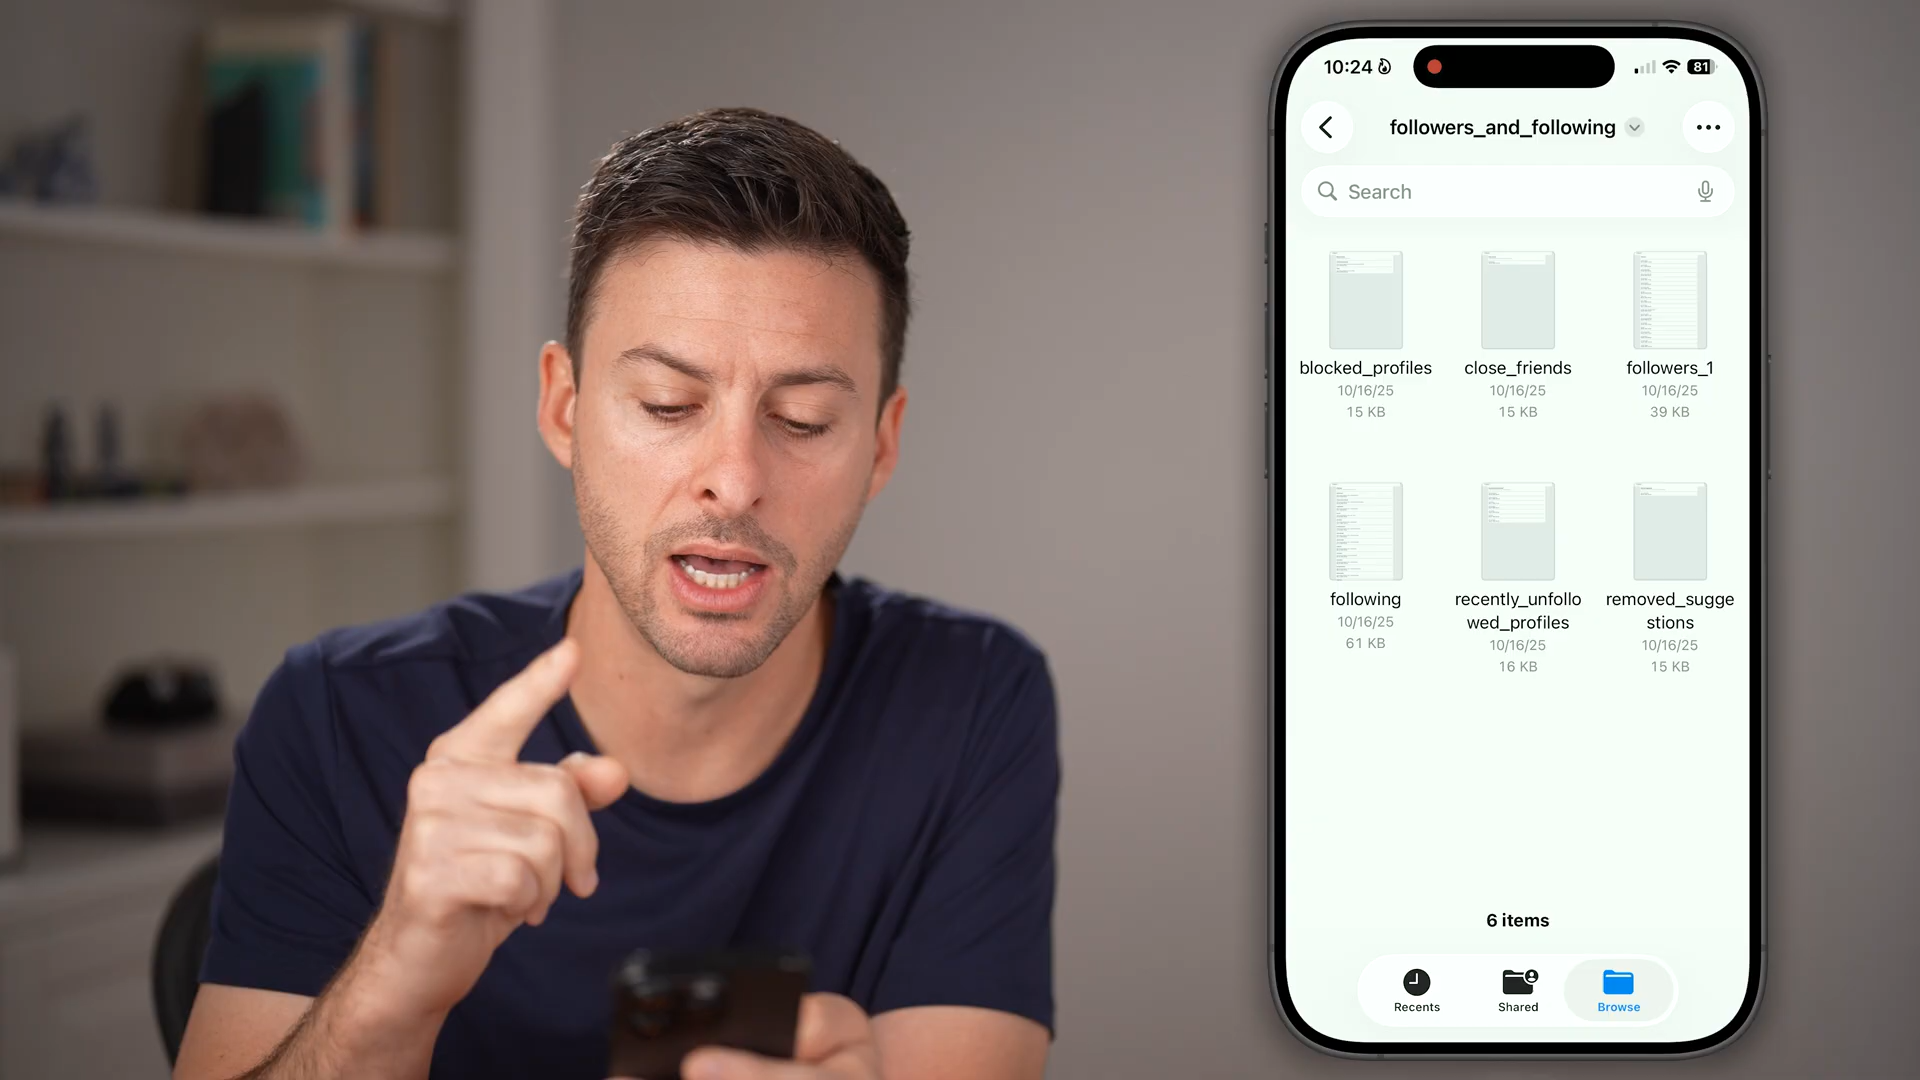 10:24
81
followers_and_following
Search
blocked_profiles
10/16/25
15 KB
close_friends
10/16/25
15 KB
followers_1
10/16/25
39 KB
following
10/16/25
61 KB
recently_unfollo
wed_profiles
10/16/25
16 KB
removed_sugge
stions
10/16/25
15 KB
6 items
Recents
Shared
Browse